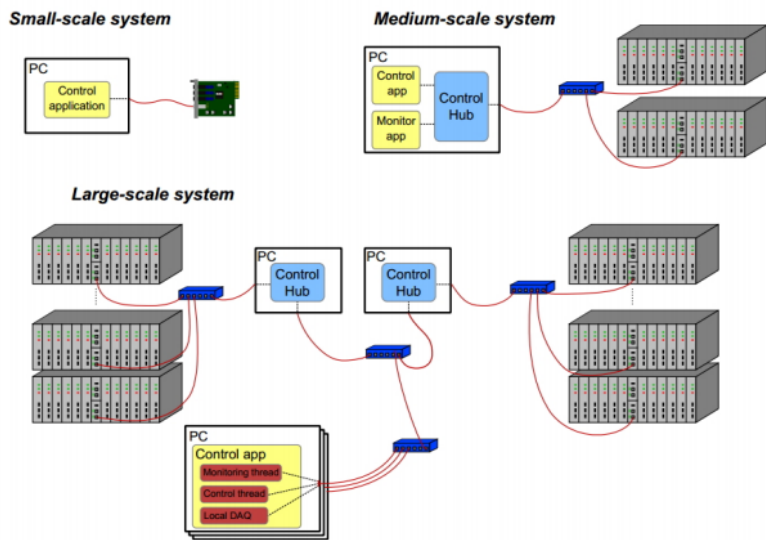 Small-scale system
Medium-scale system
PC
Control
application
PC
Control
app
Monitor
app
Control
Hub
Large-scale system
PC
Control
Hub
PC
Control
Hub
PC
Control app
Monitoring thread
Control thread
Local DAQ